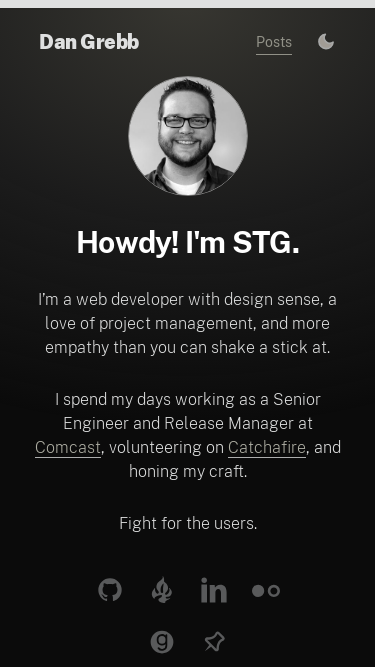 Dan Grebb
Posts
Howdy! I'm STG.
I'm a web developer with design sense, a
love of project management, and more
empathy than you can shake a stick at.
I spend my days working as a Senior
Engineer and Release Manager at
Comcast, volunteering on Catchafire, and
honing my craft.
Fight for the users.